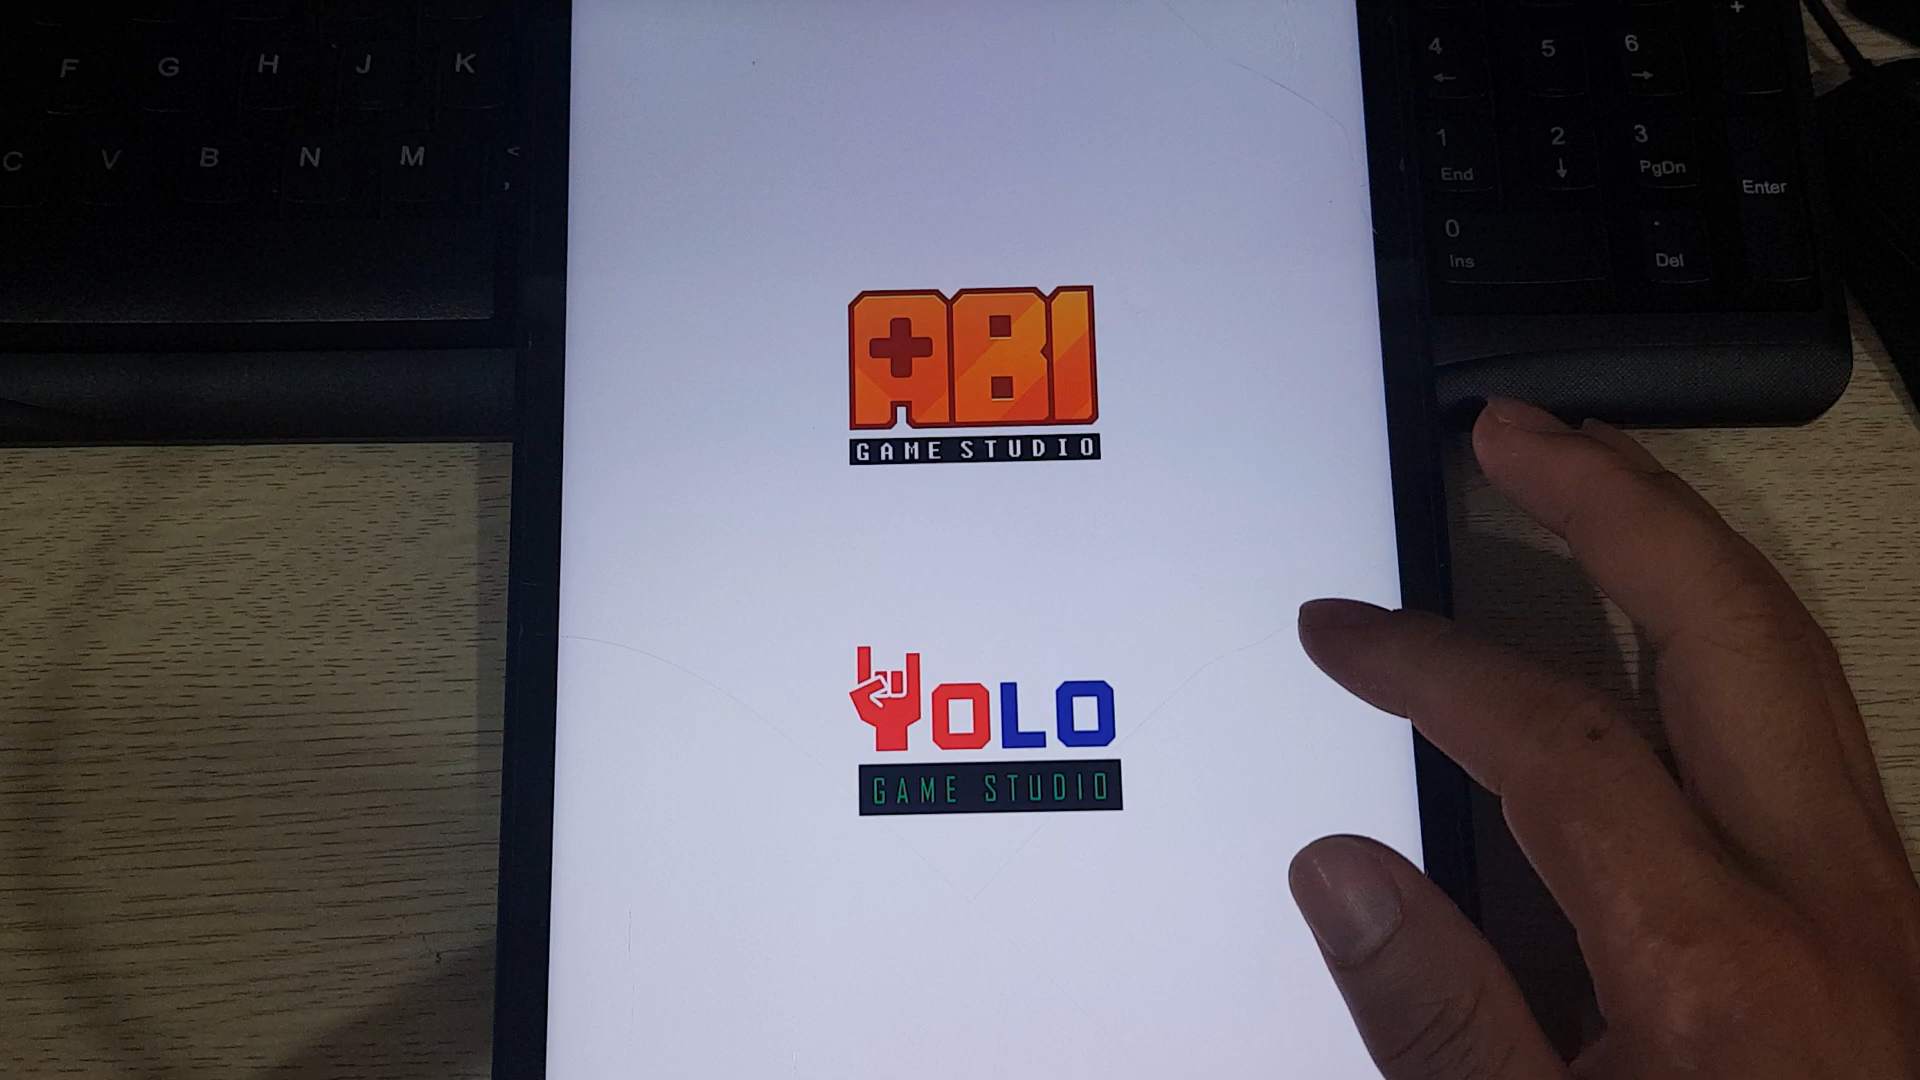 F G H J K
C V B N M <
,
+
4 5 6
← →
1 2 3
End ↓ PgDn
Enter
0 .
Ins Del
ABI
GAME STUDIO
YOLO
GAME STUDIO